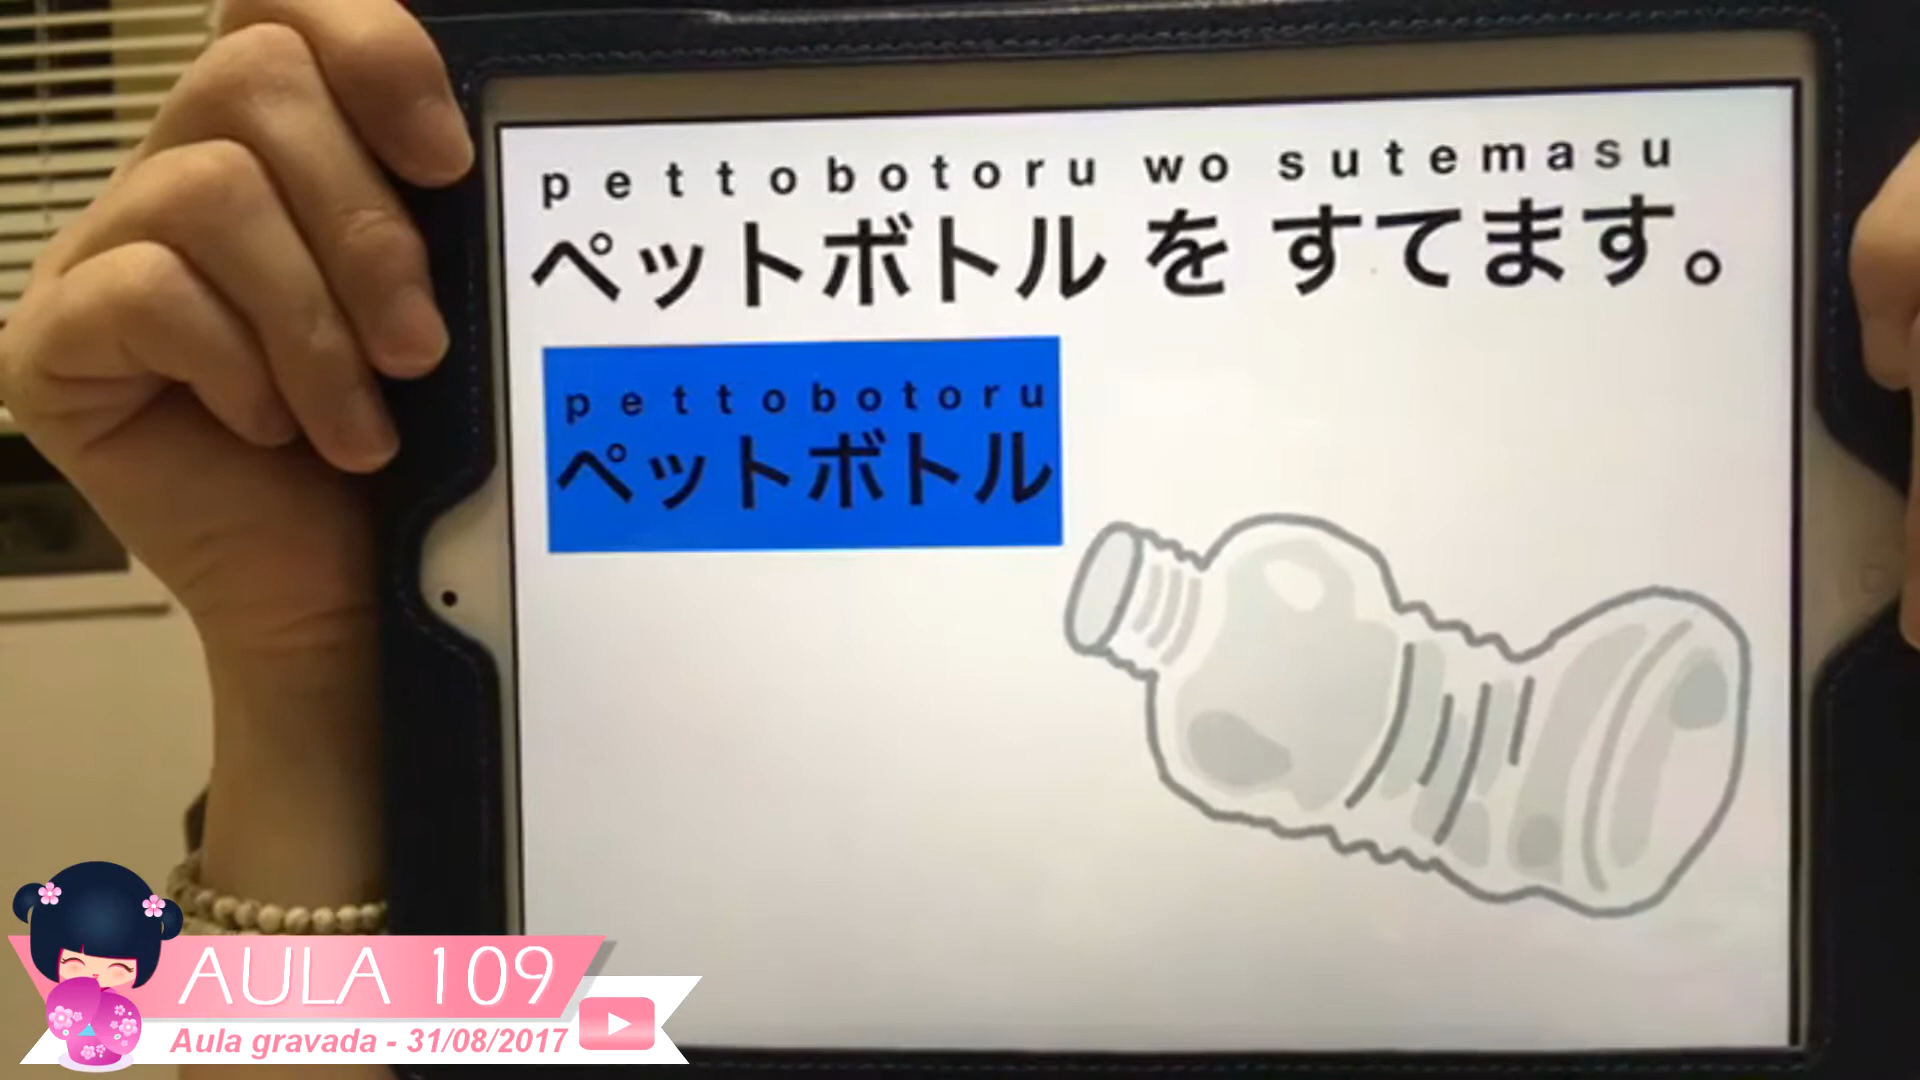 pettobotoru wo sutemasu
ペットボトル を すてます。
pettobotoru
ペットボトル
AULA 109
Aula gravada - 31/08/2017